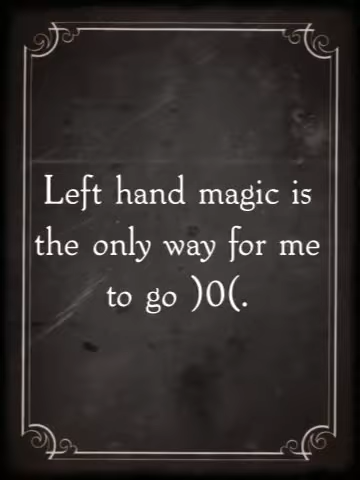 Left hand magic is
the only way for me
to go )0(.